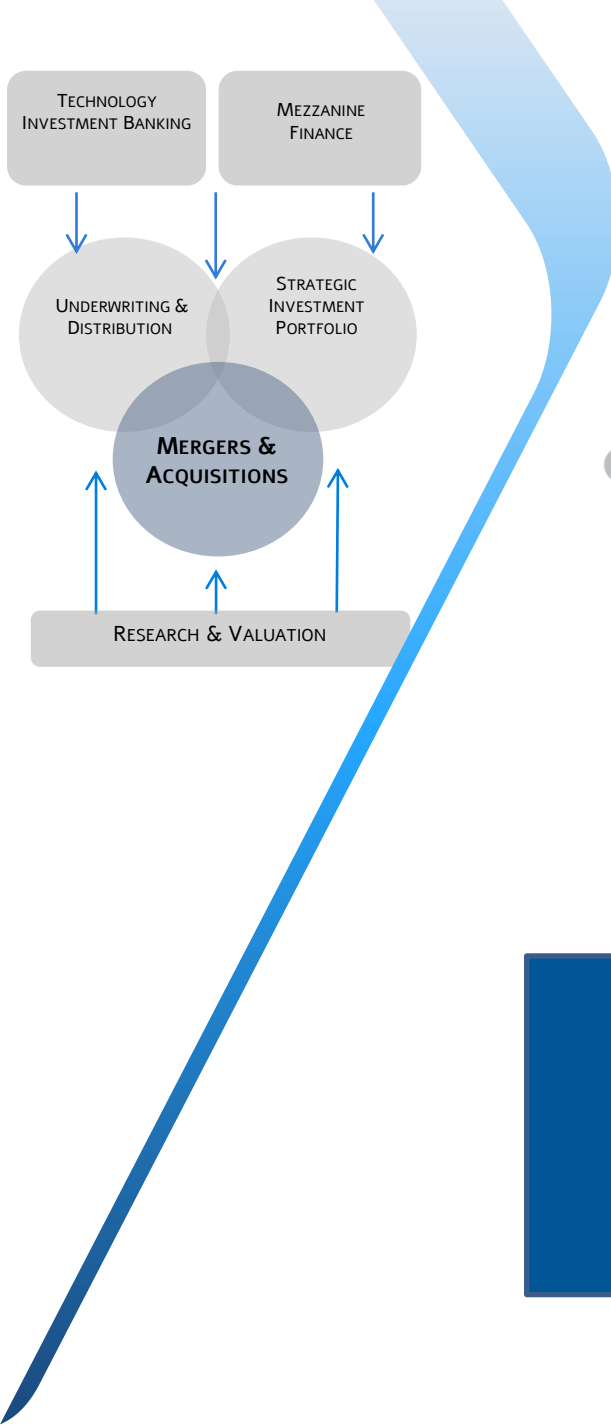 Technology
Investment Banking
Mezzanine
Finance
Underwriting &
Distribution
Strategic
Investment
Portfolio
Mergers &
Acquisitions
Research & Valuation